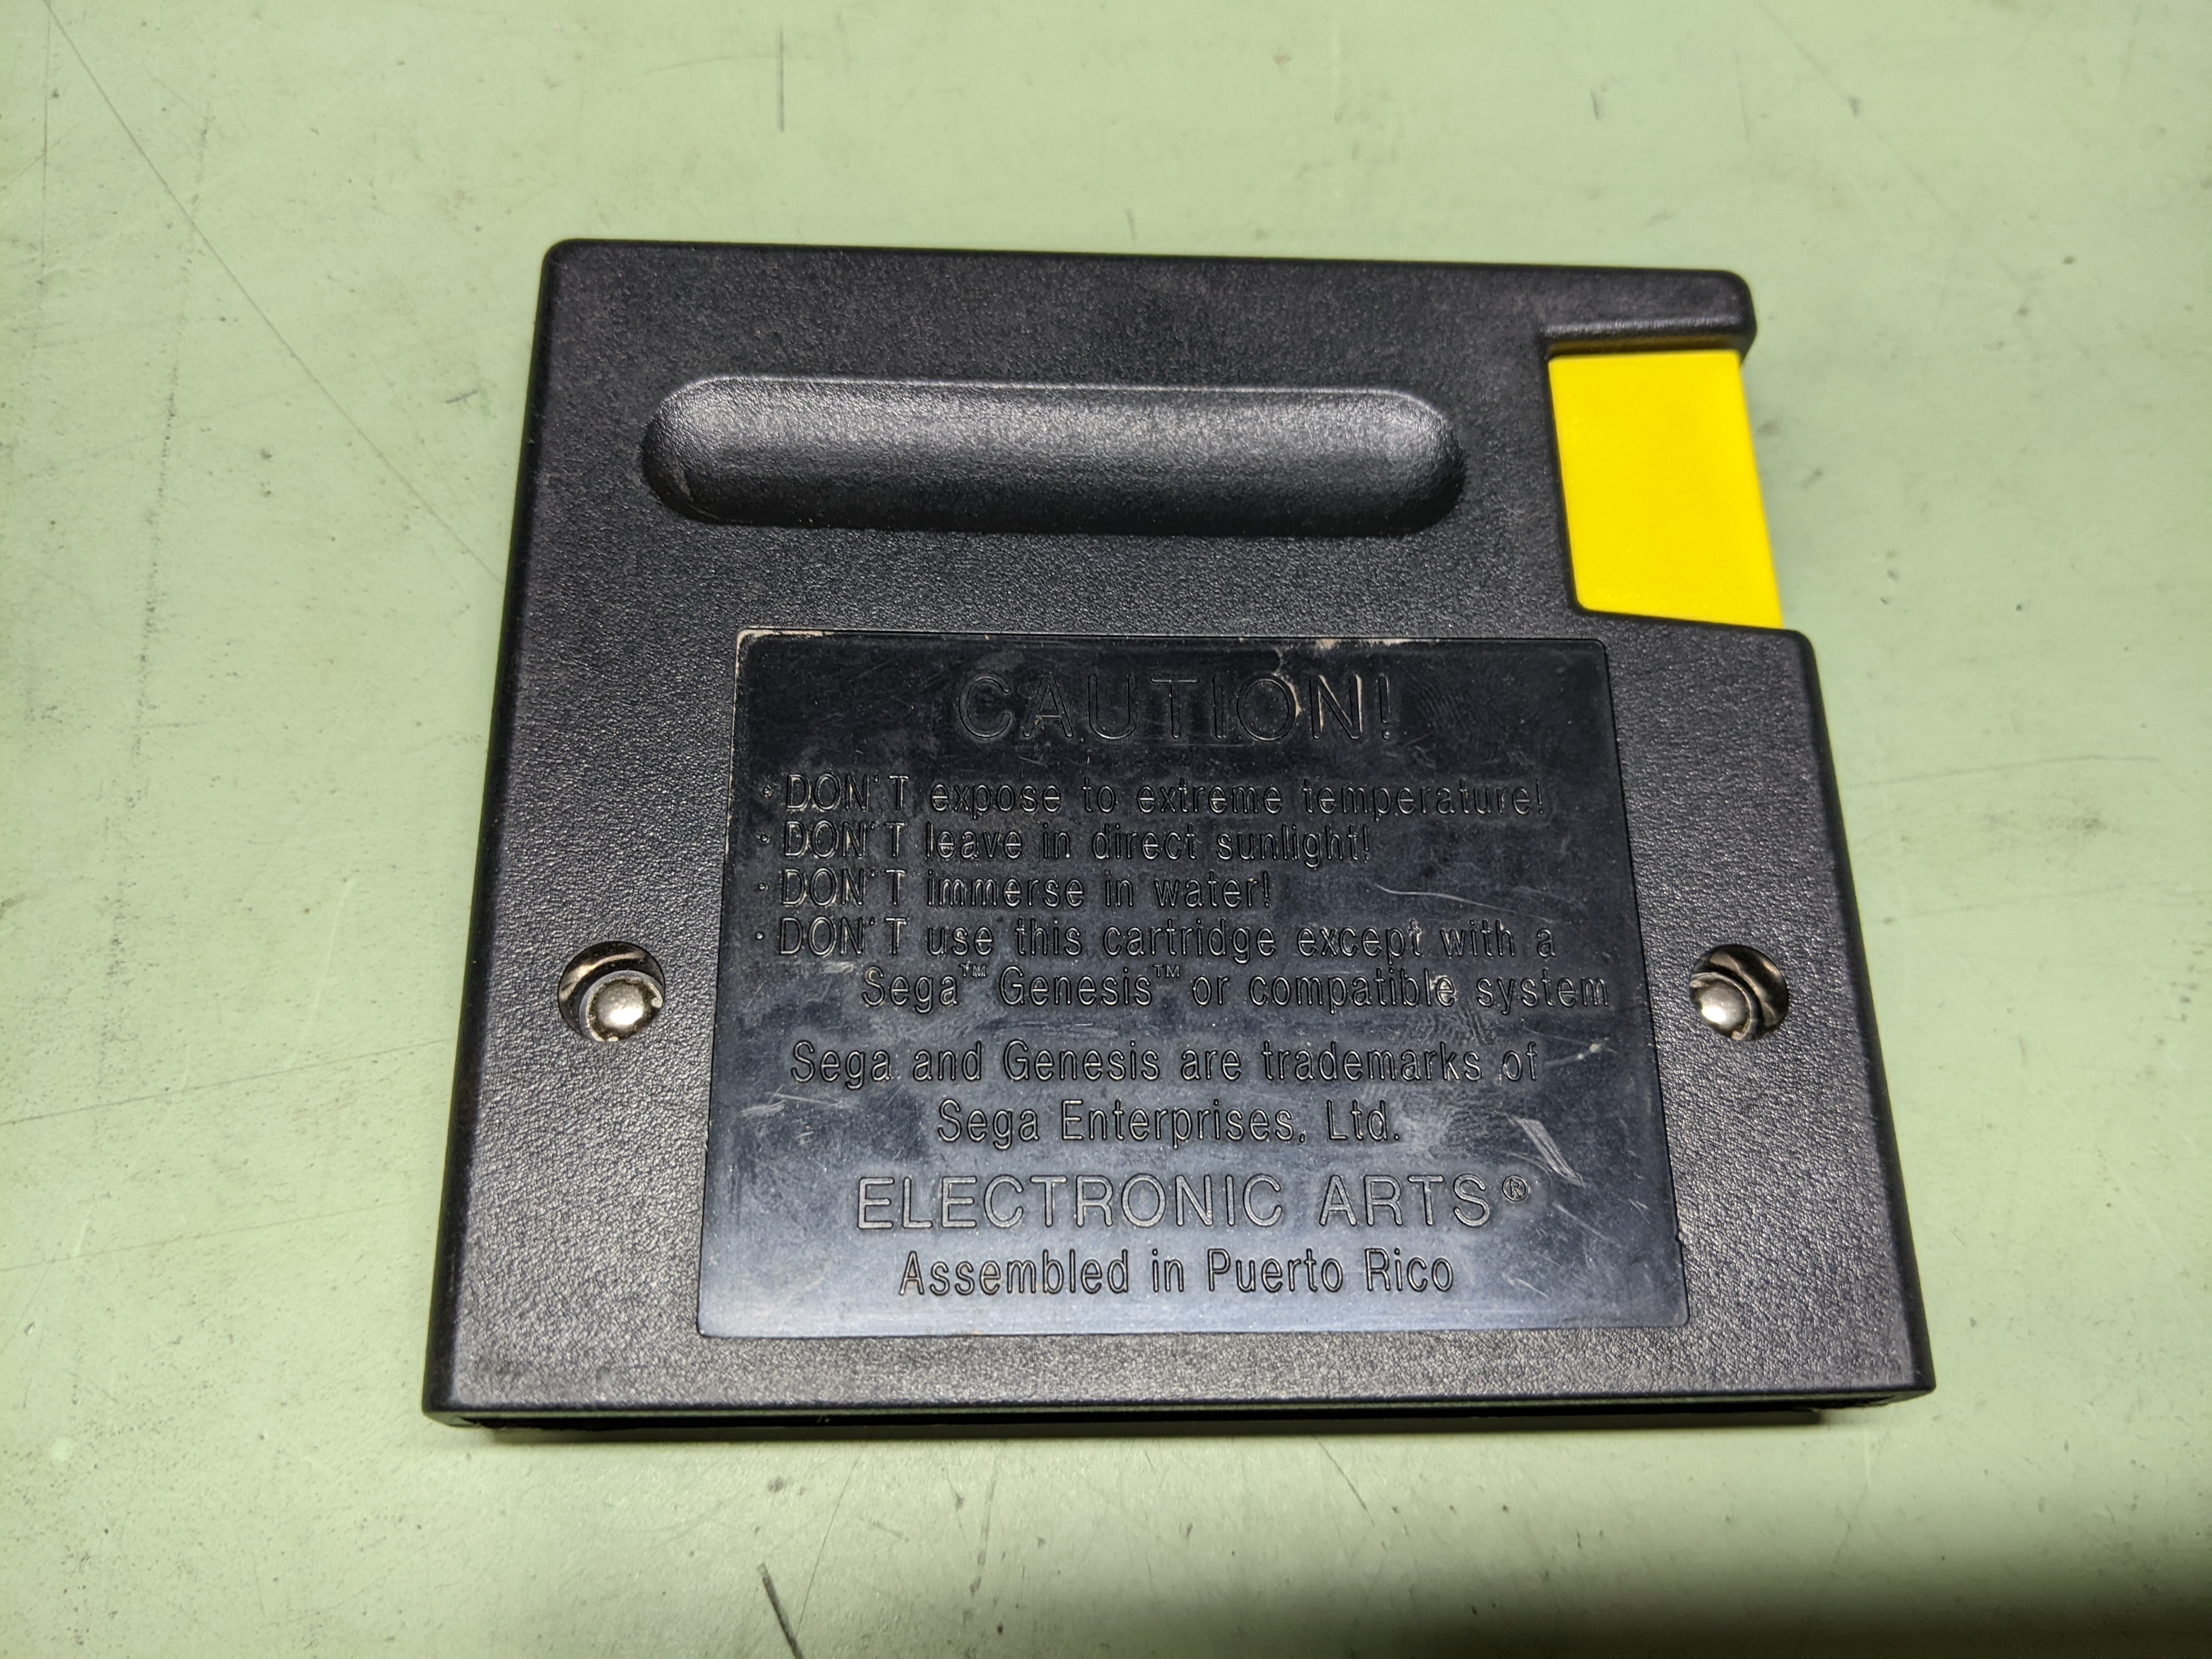 CAUTION!
· DON'T expose to extreme temperature!
· DON'T leave in direct sunlight!
· DON'T immerse in water!
· DON'T use this cartridge except with a
Sega™ Genesis™ or compatible system
Sega and Genesis are trademarks of
Sega Enterprises, Ltd.
ELECTRONIC ARTS®
Assembled in Puerto Rico